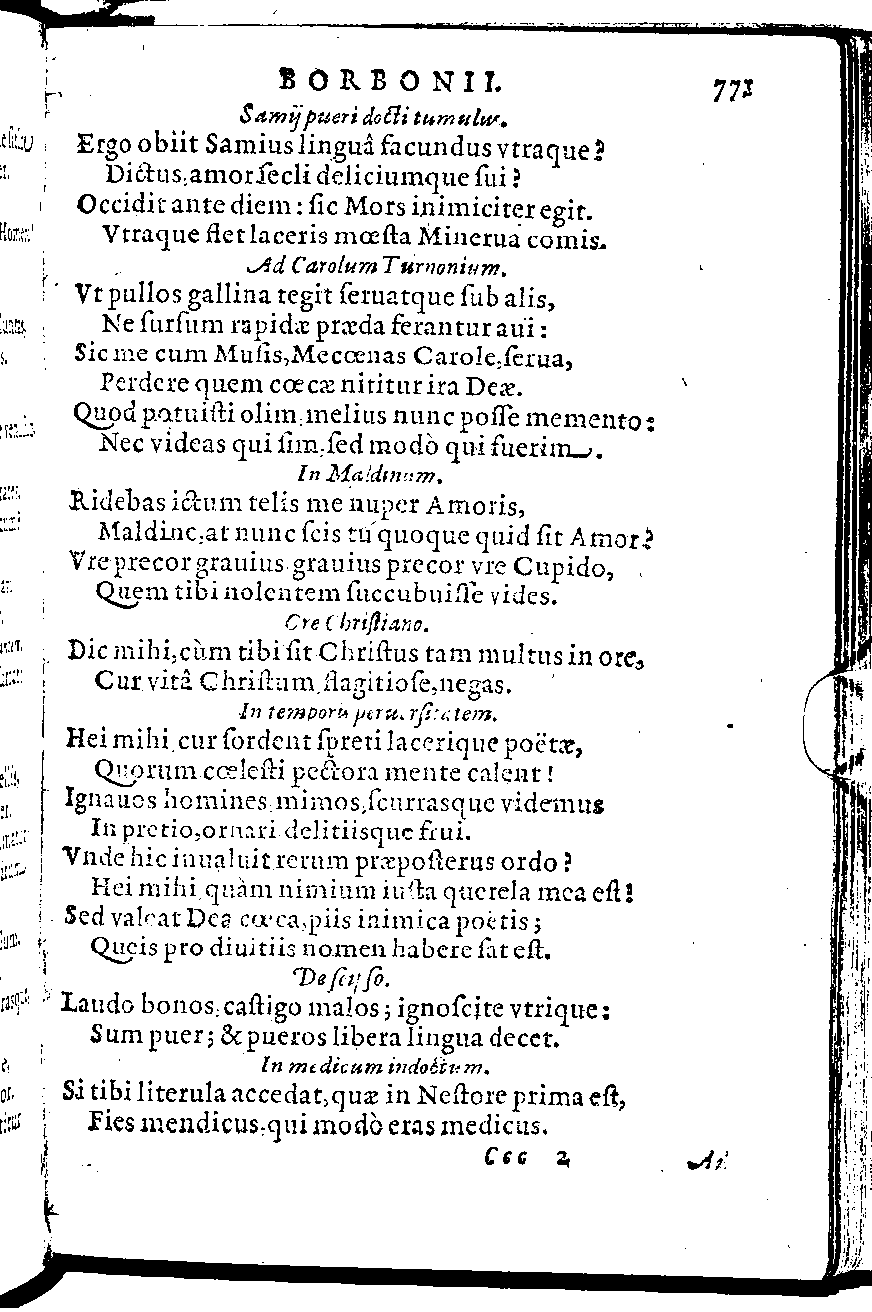 BORBONII. 771
Samij pueri docti tumulus.
Ergo obiit Samius linguâ facundus vtraque?
Dictus, amor ſecli deliciumque ſui?
Occidit ante diem: ſic Mors inimiciter egit.
Vtraque flet laceris mœſta Minerua comis.
Ad Carolum Turnonium.
Vt pullos gallina tegit ſeruatque ſub alis,
Ne ſurſum rapidæ præda ferantur aui:
Sic me cum Muſis, Mecœnas Carole, ſerua,
Perdere quem cœcæ nititur ira Deæ.
Quod potuiſti olim, melius nunc poſſe memento:
Nec videas qui ſim, ſed modò qui fuerim.
In Maldinum.
Ridebas ictum telis me nuper Amoris,
Maldine, at nunc ſcis tu quoque quid ſit Amor?
Vre precor grauius, grauius precor vre Cupido,
Quem tibi nolentem ſuccubuiſſe vides.
Chriſtiano.
Dic mihi, cùm tibi ſit Chriſtus tam multus in ore,
Cur vitâ Chriſtum, flagitioſe, negas.
In temporis peruerſitatem.
Hei mihi, cur ſordent ſpreti lacerique poëtæ,
Quorum cœleſti pectora mente calent!
Ignauos homines, mimos, ſcurrasque videmus
In pretio, ornari, delitiisque frui.
Vnde hic inualuit rerum præpoſterus ordo?
Hei mihi, quàm nimium iuſta querela mea eſt!
Sed valeat Dea cœca, piis inimica poëtis;
Queis pro diuitiis nomen habere ſat eſt.
De ſeipſo.
Laudo bonos, caſtigo malos; ignoſcite vtrique:
Sum puer; & pueros libera lingua decet.
In medicum indoctum.
Si tibi literula accedat, quæ in Neſtore prima eſt,
Fies mendicus, qui modò eras medicus.
Ccc 2 Ad